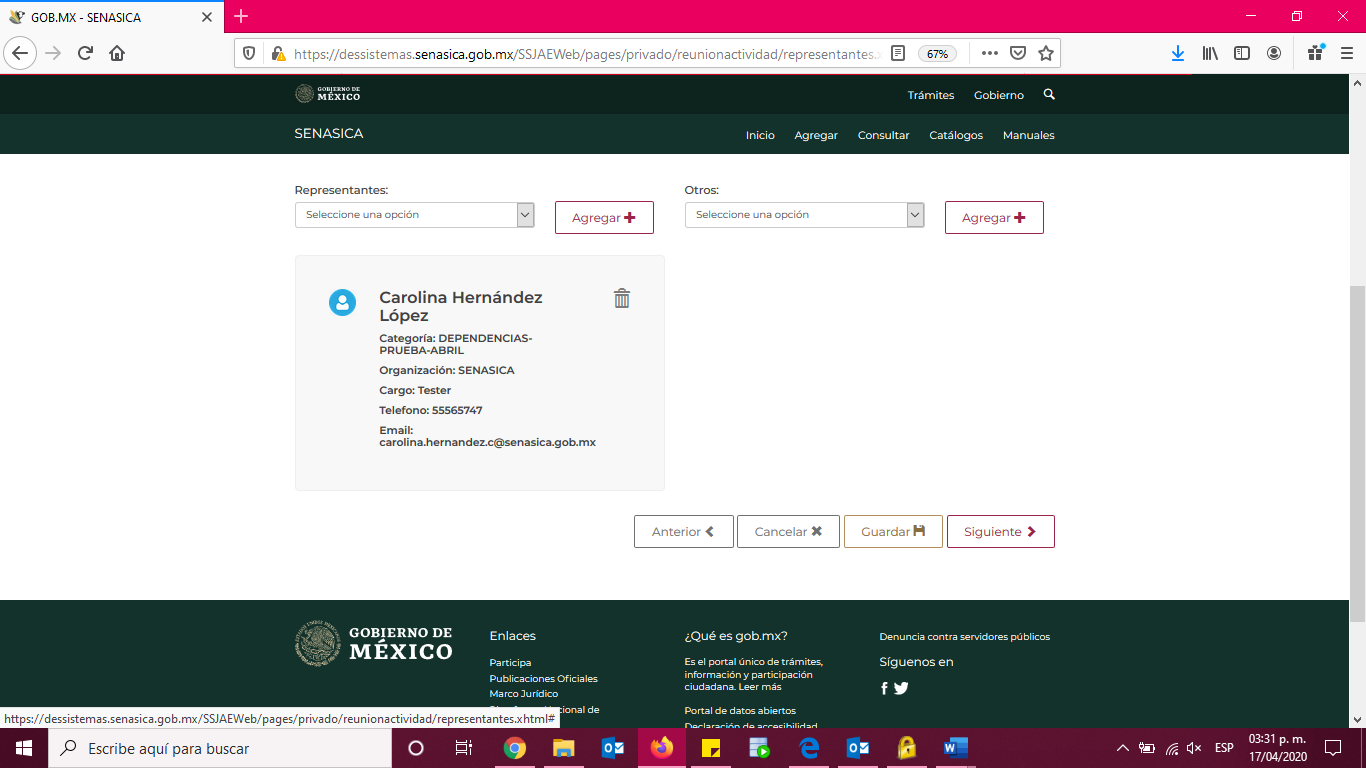 GOB.MX - SENASICA
https://dessistemas.senasica.gob.mx/SSJAEWeb/pages/privado/reunionactividad/representantes.x
67%
GOBIERNO DE
MÉXICO
Trámites
Gobierno
SENASICA
Inicio
Agregar
Consultar
Catálogos
Manuales
Representantes:
Otros:
Seleccione una opción
Agregar
Seleccione una opción
Agregar
Carolina Hernández
López
Categoría: DEPENDENCIAS-
PRUEBA-ABRIL
Organización: SENASICA
Cargo: Tester
Telefono: 55565747
Email:
carolina.hernandez.c@senasica.gob.mx
Anterior
Cancelar
Guardar
Siguiente
GOBIERNO DE
MÉXICO
Enlaces
Participa
Publicaciones Oficiales
Marco Jurídico
¿Qué es gob.mx?
Es el portal único de trámites,
información y participación
ciudadana. Leer más
Portal de datos abiertos
Declaración de accesibilidad
Denuncia contra servidores públicos
Síguenos en
https://dessistemas.senasica.gob.mx/SSJAEWeb/pages/privado/reunionactividad/representantes.xhtml#
Escribe aquí para buscar
ESP
03:31 p. m.
17/04/2020